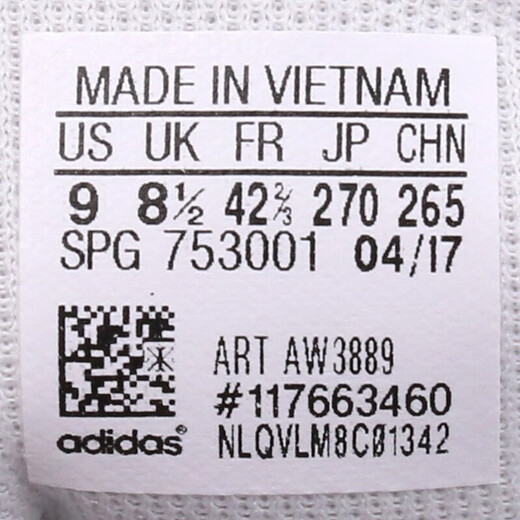 MADE IN VIETNAM
US UK FR JP CHN
9 8½ 42⅔ 270 265
SPG 753001 04/17
ART AW3889
#117663460
adidas® NLQVLM8C01342